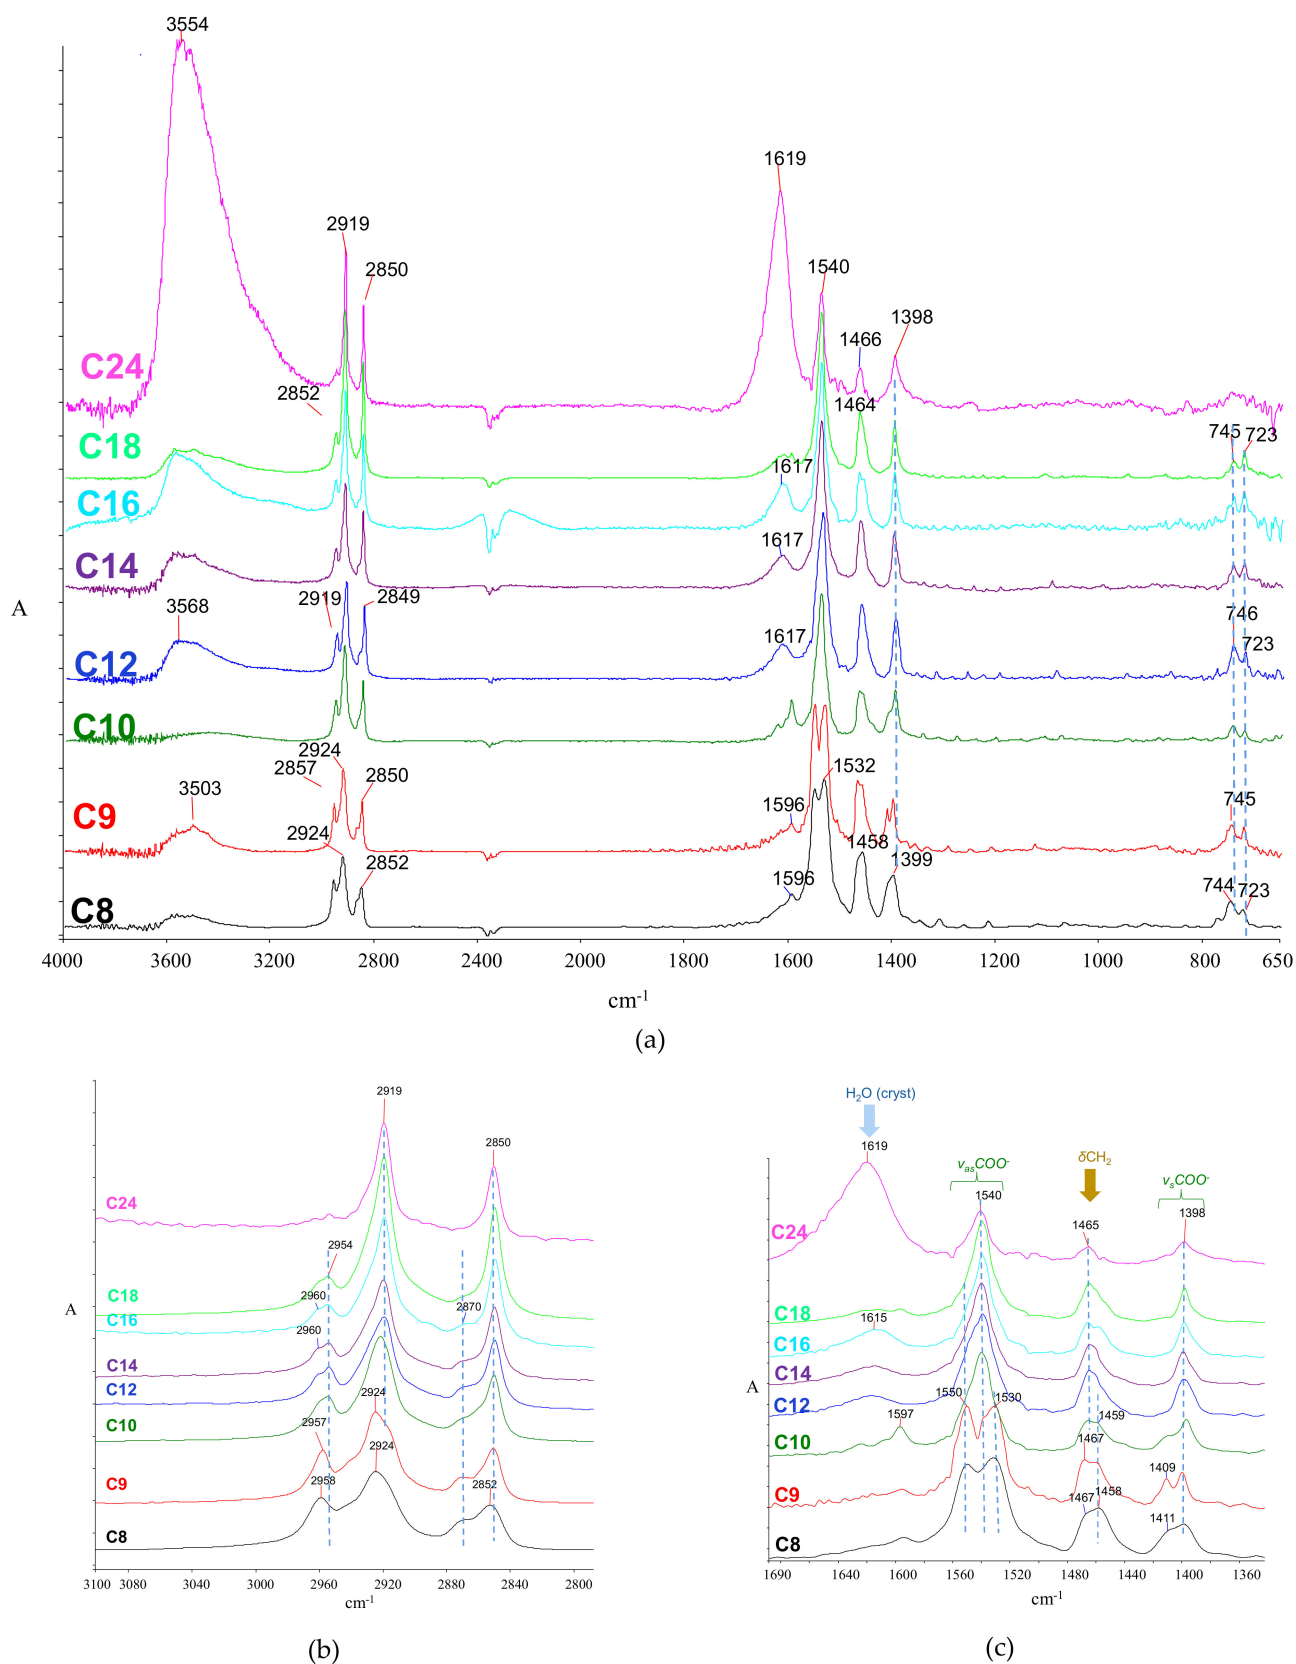 3554
1619
2919
2850
1540
1398
1466
C24
2852
1464
C18
745 723
1617
C16
1617
C14
2919 2849
A
3568
1617
746
723
C12
C10
2924
2857
2850
1532
3503
1596
745
C9
2924
2852
1458
1399
1596
744 723
C8
4000 3600 3200 2800 2400 2000 1800 1600 1400 1200 1000 800 650
cm-1
(a)
2919
2850
C24
2954
C18
2960
C16
2870
2960
A
C14
C12
2924
C10
2957
2924
C9
2958
2852
C8
3100 3080 3040 3000 2960 2920 2880 2840 2800
cm-1
(b)
H2O (cryst)
1619
νasCOO-
δCH2
νsCOO-
1540
1465
1398
C24
C18
1615
C16
C14
A
C12
1550
1530
1597
1459
C10
1467
1409
C9
1467
1458
1411
C8
1690 1640 1600 1560 1520 1480 1440 1400 1360
cm-1
(c)